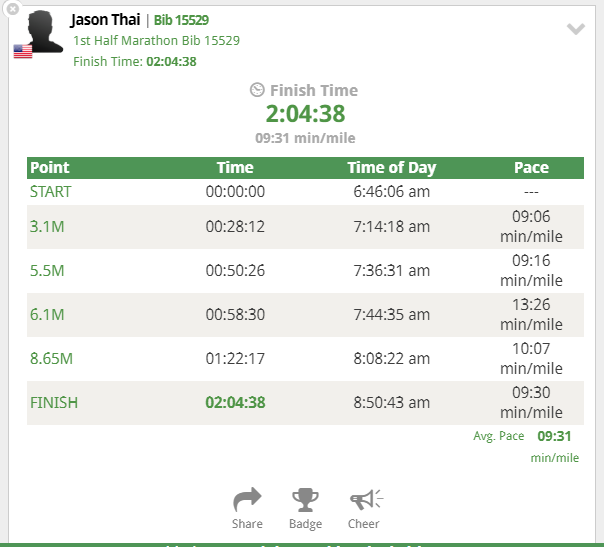 Jason Thai | Bib 15529
1st Half Marathon Bib 15529
Finish Time: 02:04:38
Finish Time
2:04:38
09:31 min/mile
Point Time Time of Day Pace
START 00:00:00 6:46:06 am ---
3.1M 00:28:12 7:14:18 am 09:06 min/mile
5.5M 00:50:26 7:36:31 am 09:16 min/mile
6.1M 00:58:30 7:44:35 am 13:26 min/mile
8.65M 01:22:17 8:08:22 am 10:07 min/mile
FINISH 02:04:38 8:50:43 am 09:30 min/mile
Avg. Pace 09:31
min/mile
Share Badge Cheer